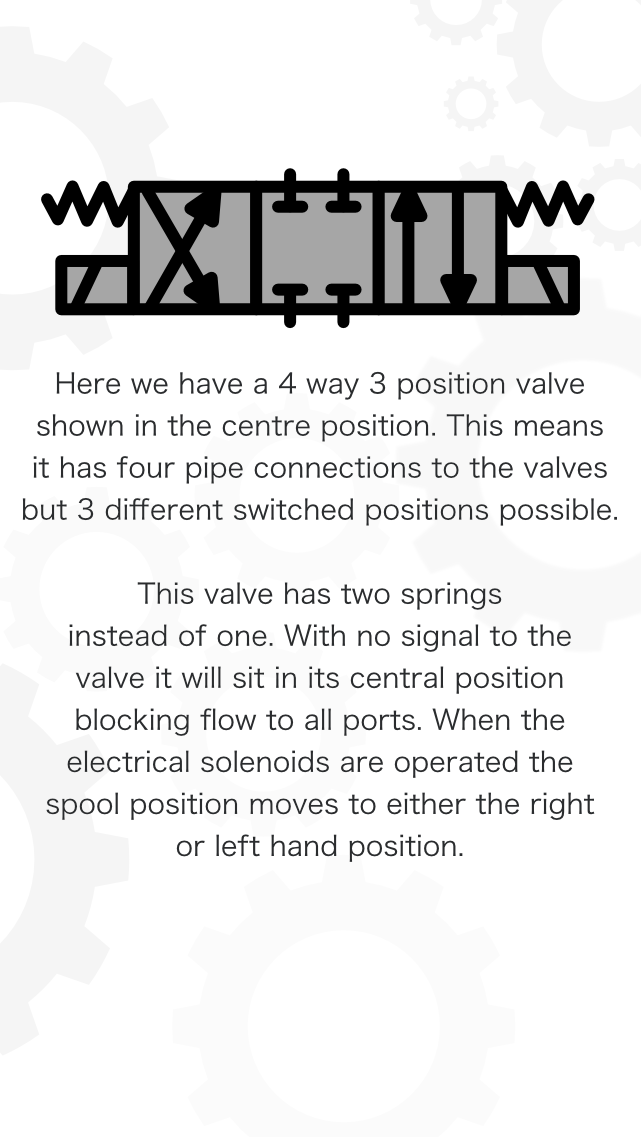 Here we have a 4 way 3 position valve
shown in the centre position. This means
it has four pipe connections to the valves
but 3 different switched positions possible.
This valve has two springs
instead of one. With no signal to the
valve it will sit in its central position
blocking flow to all ports. When the
electrical solenoids are operated the
spool position moves to either the right
or left hand position.